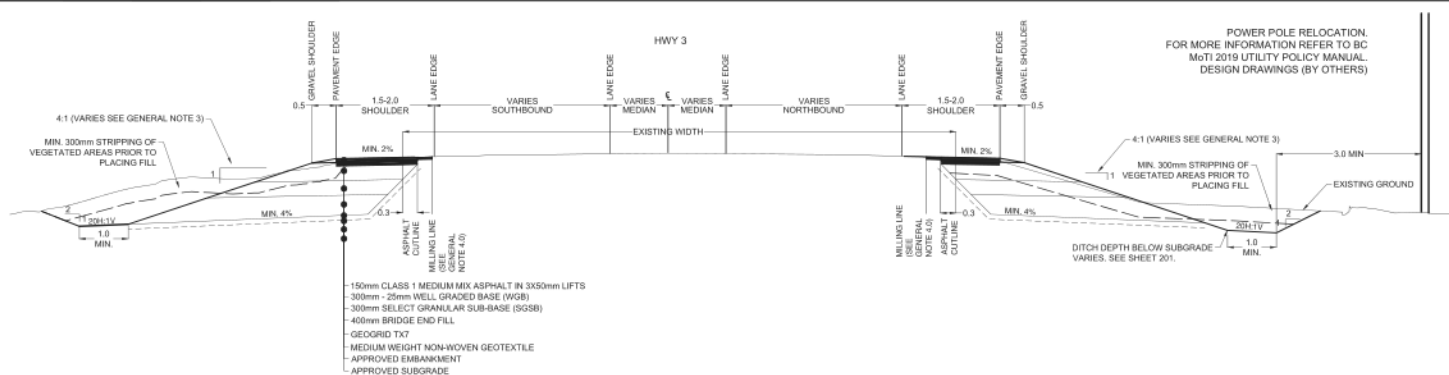 HWY 3
POWER POLE RELOCATION.
FOR MORE INFORMATION REFER TO BC
MoTI 2019 UTILITY POLICY MANUAL.
DESIGN DRAWINGS (BY OTHERS)
GRAVEL SHOULDER
PAVEMENT EDGE
LANE EDGE
LANE EDGE
LANE EDGE
LANE EDGE
PAVEMENT EDGE
GRAVEL SHOULDER
0.5
1.5-2.0
SHOULDER
VARIES
SOUTHBOUND
VARIES
MEDIAN
℄
VARIES
MEDIAN
VARIES
NORTHBOUND
1.5-2.0
SHOULDER
0.5
EXISTING WIDTH
4:1 (VARIES SEE GENERAL NOTE 3)
MIN. 300mm STRIPPING OF
VEGETATED AREAS PRIOR TO
PLACING FILL
1
MIN. 2%
MIN. 2%
4:1 (VARIES SEE GENERAL NOTE 3)
1
MIN. 300mm STRIPPING OF
VEGETATED AREAS PRIOR TO
PLACING FILL
3.0 MIN
EXISTING GROUND
2
1
20H:1V
1.0
MIN.
MIN. 4%
0.3
ASPHALT
CUTLINE
MILLING LINE
(SEE
GENERAL
NOTE 4.0)
MILLING LINE
(SEE
GENERAL
NOTE 4.0)
ASPHALT
CUTLINE
0.3
MIN. 4%
2
20H:1V
1.0
MIN.
DITCH DEPTH BELOW SUBGRADE
VARIES. SEE SHEET 201.
150mm CLASS 1 MEDIUM MIX ASPHALT IN 3X50mm LIFTS
300mm - 25mm WELL GRADED BASE (WGB)
300mm SELECT GRANULAR SUB-BASE (SGSB)
400mm BRIDGE END FILL
GEOGRID TX7
MEDIUM WEIGHT NON-WOVEN GEOTEXTILE
APPROVED EMBANKMENT
APPROVED SUBGRADE